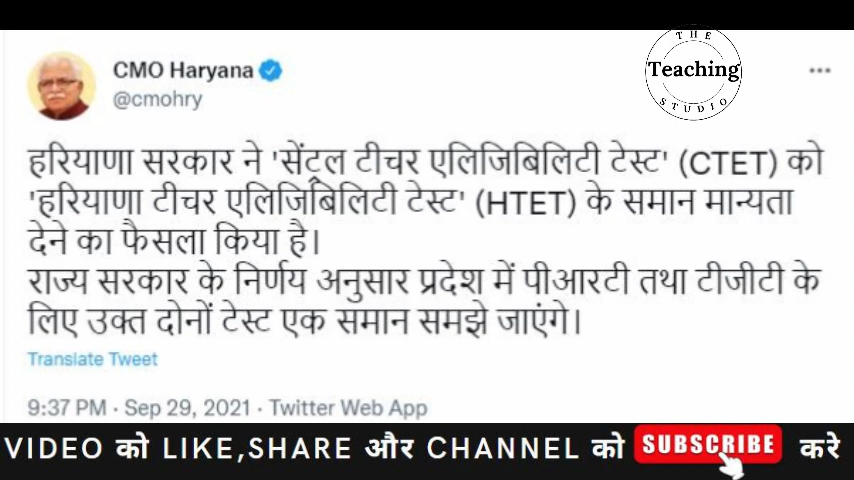 THE
Teaching
STUDIO
CMO Haryana
@cmohry
हरियाणा सरकार ने 'सेंट्रल टीचर एलिजिबिलिटी टेस्ट' (CTET) को
'हरियाणा टीचर एलिजिबिलिटी टेस्ट' (HTET) के समान मान्यता
देने का फैसला किया है।
राज्य सरकार के निर्णय अनुसार प्रदेश में पीआरटी तथा टीजीटी के
लिए उक्त दोनों टेस्ट एक समान समझे जाएंगे।
Translate Tweet
9:37 PM · Sep 29, 2021 · Twitter Web App
VIDEO को LIKE,SHARE और CHANNEL को SUBSCRIBE करे